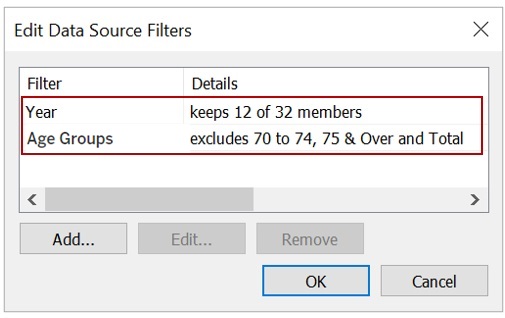 Edit Data Source Filters
Filter Details
Year keeps 12 of 32 members
Age Groups excludes 70 to 74, 75 & Over and Total
Add... Edit... Remove
OK Cancel